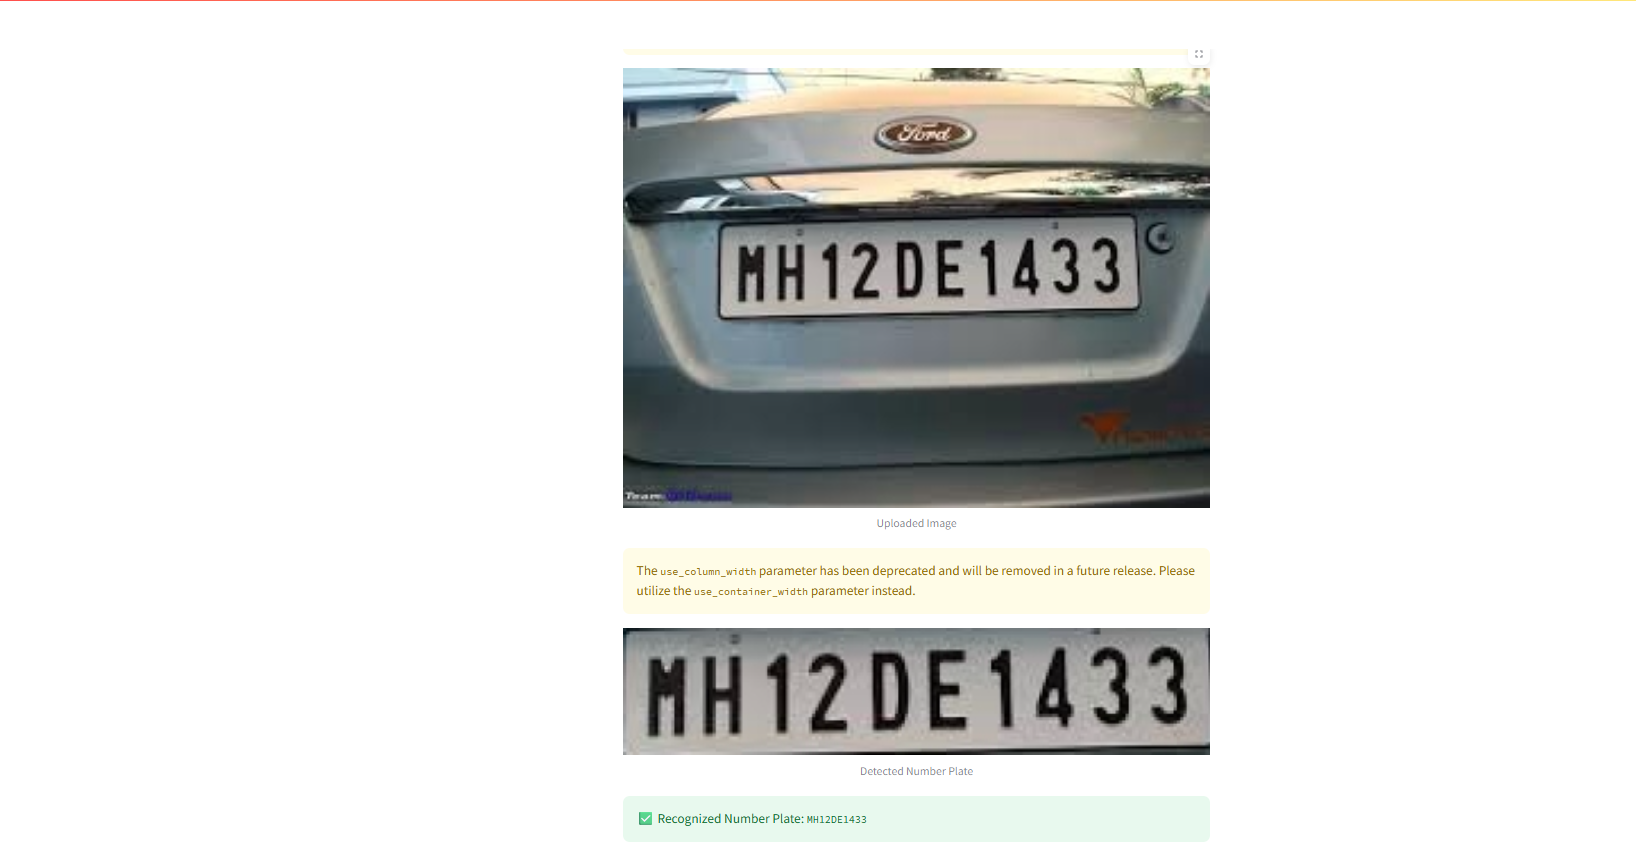 Ford
MH12DE1433
Team:
Uploaded Image
The use_column_width parameter has been deprecated and will be removed in a future release. Please
utilize the use_container_width parameter instead.
MH12DE1433
Detected Number Plate
✅ Recognized Number Plate: MH12DE1433